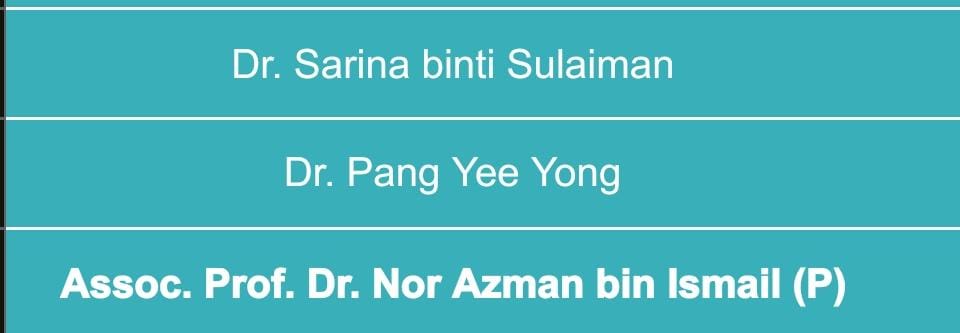 Dr. Sarina binti Sulaiman
Dr. Pang Yee Yong
Assoc. Prof. Dr. Nor Azman bin Ismail (P)